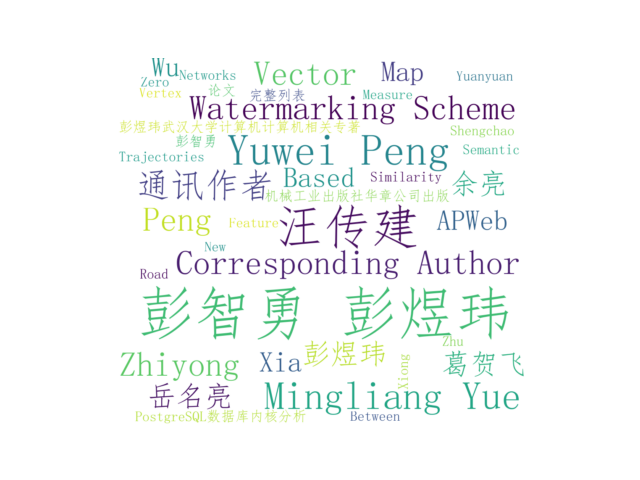 Wu Networks Vector Map Yuanyuan
Zero
Vertex 论文 完整列表 Measure
Watermarking Scheme
彭煜玮武汉大学计算机计算机相关专著 Shengchao
彭智勇 Yuwei Peng Semantic
Trajectories
通讯作者 Based Similarity 余亮
机械工业出版社华章公司出版
Peng Feature 汪传建 APWeb
New
Road Corresponding Author
彭智勇 彭煜玮
Zhu
Zhiyong Xia 彭煜玮 Xiong 葛贺飞
岳名亮 Mingliang Yue
PostgreSQL数据库内核分析 Between